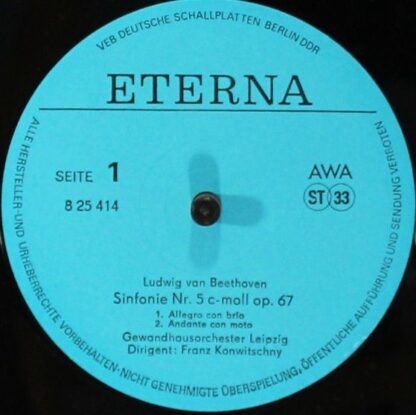 VEB DEUTSCHE SCHALLPLATTEN BERLIN DDR
ETERNA
SEITE 1
8 25 414
AWA
ST 33
Ludwig van Beethoven
Sinfonie Nr. 5 c-moll op. 67
1. Allegro con brio
2. Andante con moto
Gewandhausorchester Leipzig
Dirigent: Franz Konwitschny
ALLE HERSTELLER- UND URHEBERRECHTE VORBEHALTEN-NICHT GENEHMIGTE ÜBERSPIELUNG, ÖFFENTLICHE AUFFÜHRUNG UND SENDUNG VERBOTEN